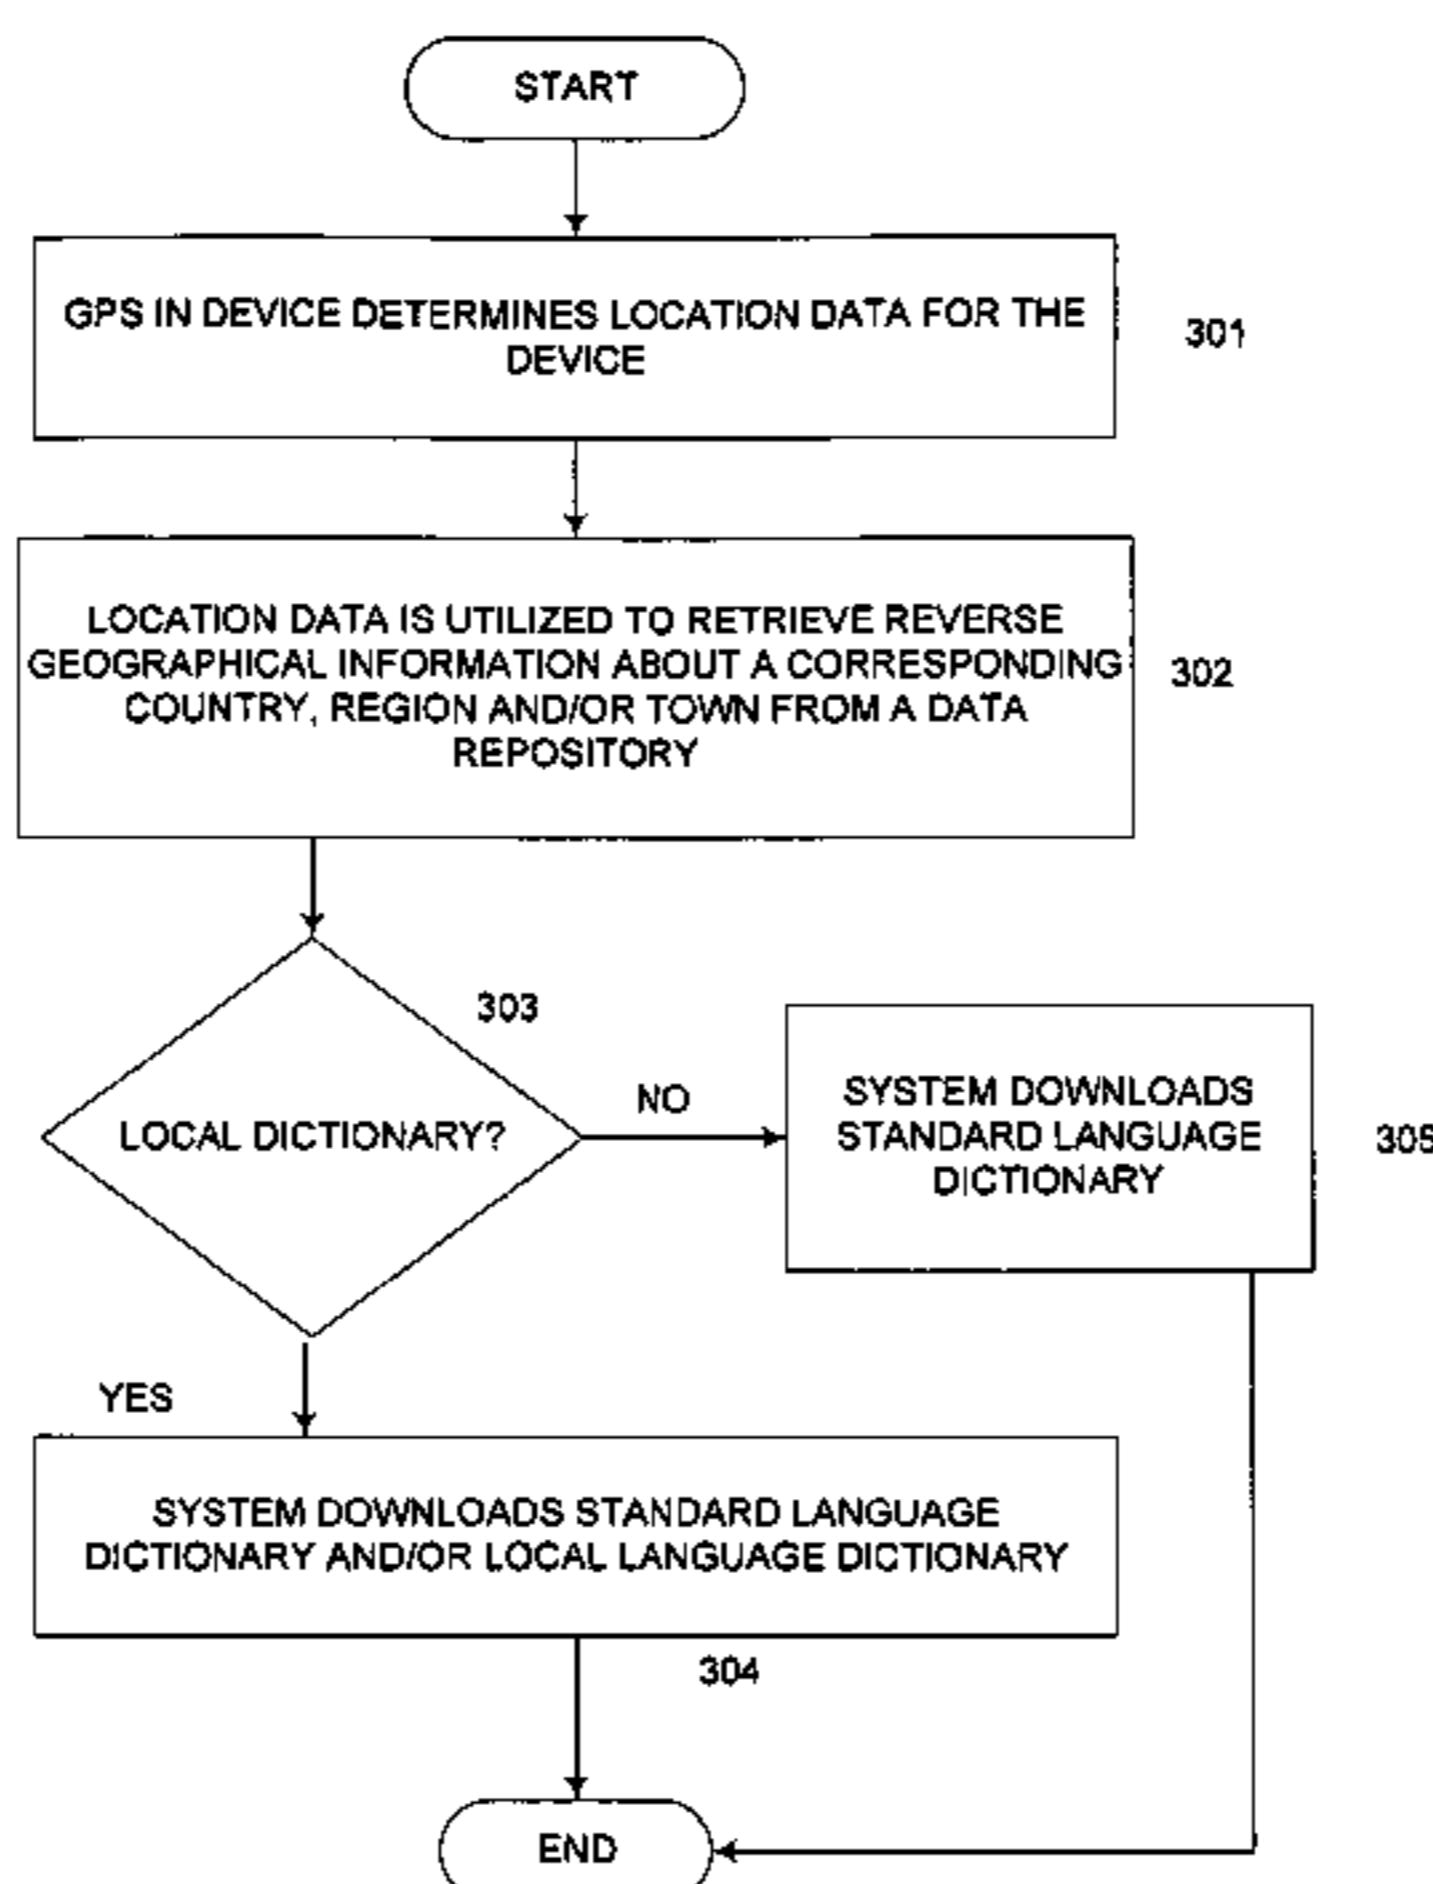 START
GPS IN DEVICE DETERMINES LOCATION DATA FOR THE
DEVICE
301
LOCATION DATA IS UTILIZED TO RETRIEVE REVERSE
GEOGRAPHICAL INFORMATION ABOUT A CORRESPONDING
COUNTRY, REGION AND/OR TOWN FROM A DATA
REPOSITORY
302
303
LOCAL DICTIONARY?
NO
SYSTEM DOWNLOADS
STANDARD LANGUAGE
DICTIONARY
305
YES
SYSTEM DOWNLOADS STANDARD LANGUAGE
DICTIONARY AND/OR LOCAL LANGUAGE DICTIONARY
304
END